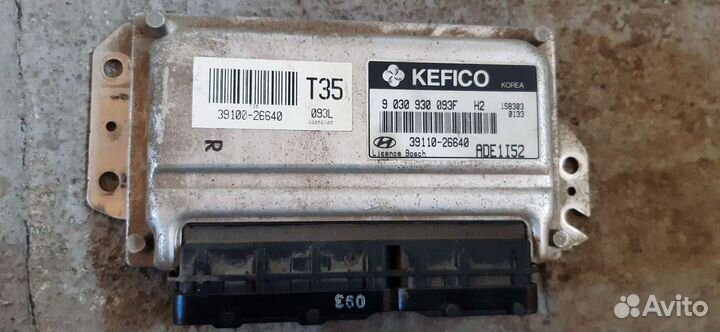 T35
39100-26640
093L
R
KEFICO
KOREA
9 030 930 093F H2
158303
0133
39110-26640
Licence Bosch
ADE1I52
E60
Avito